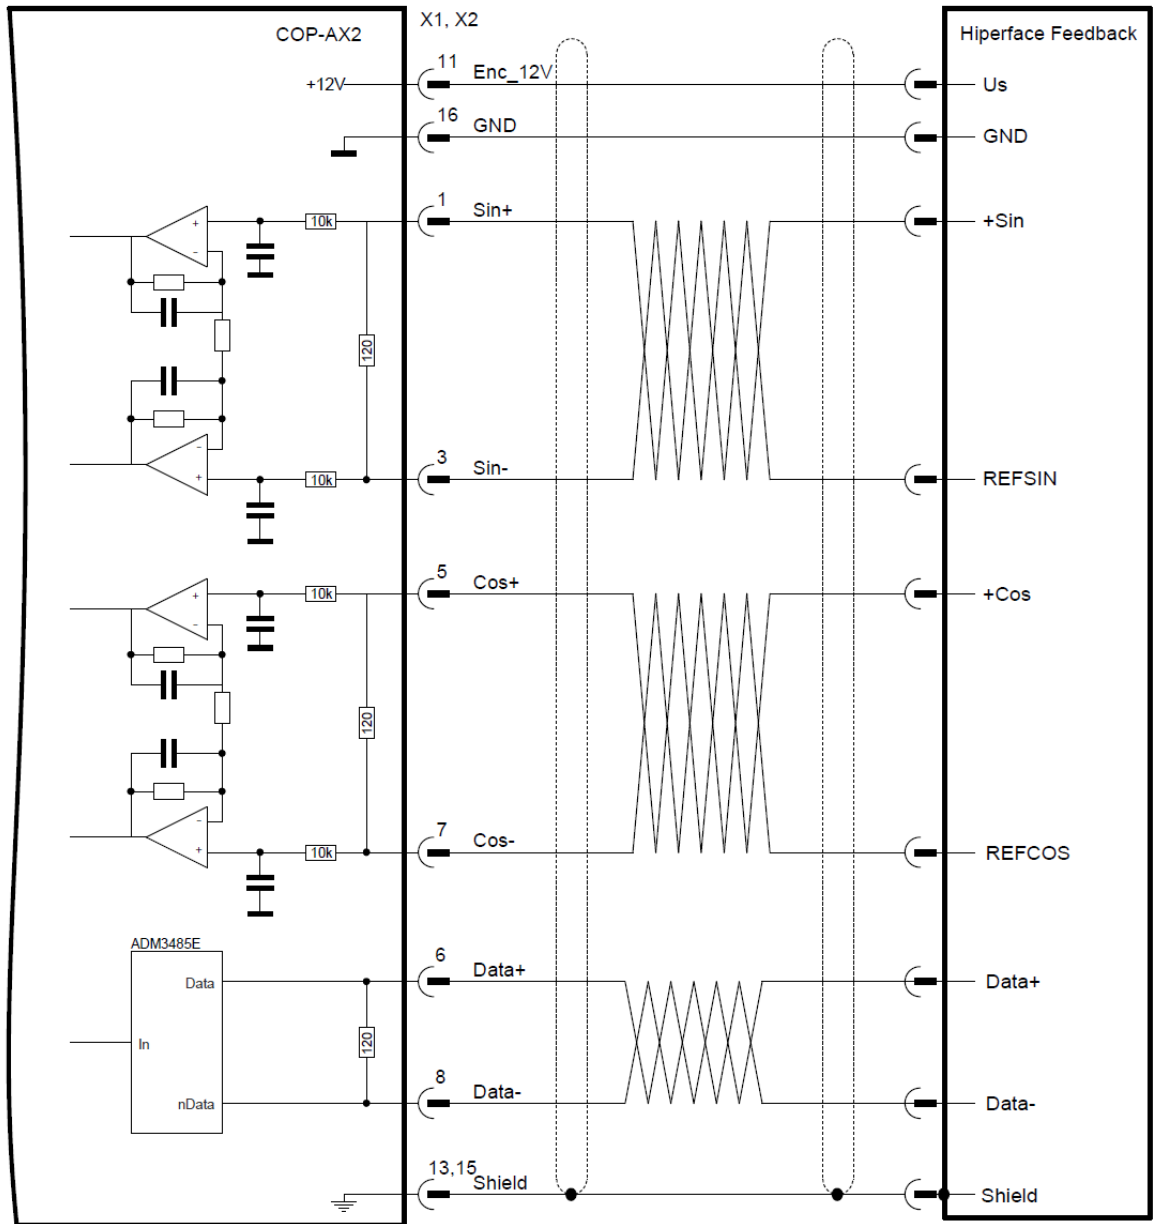 COP-AX2
X1, X2
Hiperface Feedback
+12V
11
Enc_12V
Us
16
GND
GND
+
-
10k
1
Sin+
+Sin
120
-
+
10k
3
Sin-
REFSIN
+
-
10k
5
Cos+
+Cos
120
-
+
10k
7
Cos-
REFCOS
ADM3485E
Data
6
Data+
Data+
In
120
nData
8
Data-
Data-
13,15
Shield
Shield